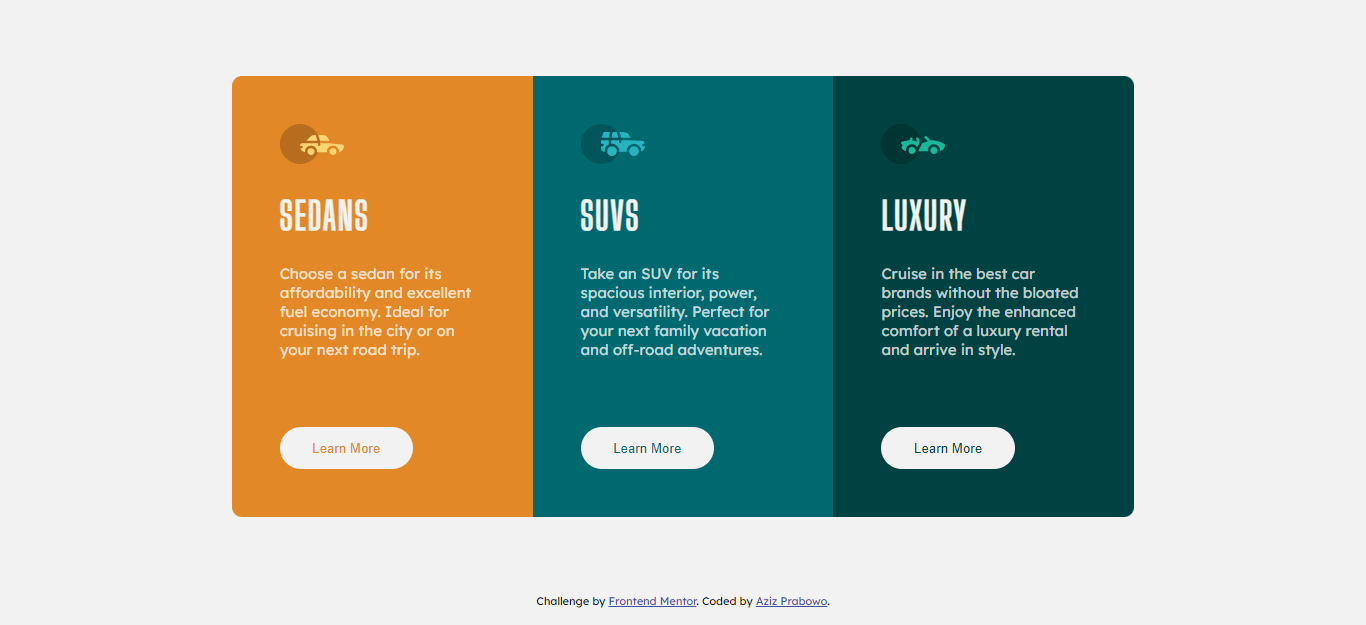 SEDANS
Choose a sedan for its
affordability and excellent
fuel economy. Ideal for
cruising in the city or on
your next road trip.
Learn More
SUVS
Take an SUV for its
spacious interior, power,
and versatility. Perfect for
your next family vacation
and off-road adventures.
Learn More
LUXURY
Cruise in the best car
brands without the bloated
prices. Enjoy the enhanced
comfort of a luxury rental
and arrive in style.
Learn More
Challenge by Frontend Mentor. Coded by Aziz Prabowo.